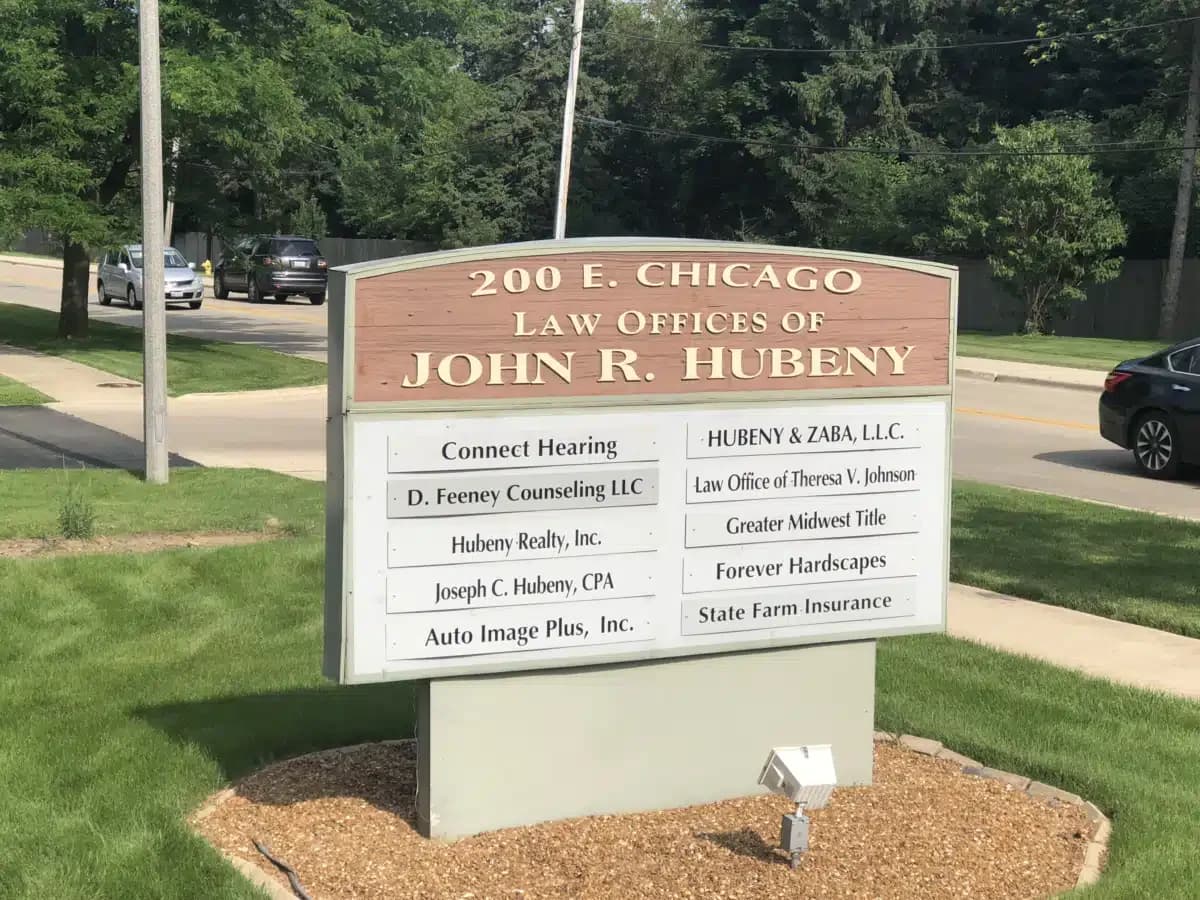 200 E. CHICAGO
LAW OFFICES OF
JOHN R. HUBENY
Connect Hearing
D. Feeney Counseling LLC
Hubeny Realty, Inc.
Joseph C. Hubeny, CPA
Auto Image Plus, Inc.
HUBENY & ZABA, L.L.C.
Law Office of Theresa V. Johnson
Greater Midwest Title
Forever Hardscapes
State Farm Insurance